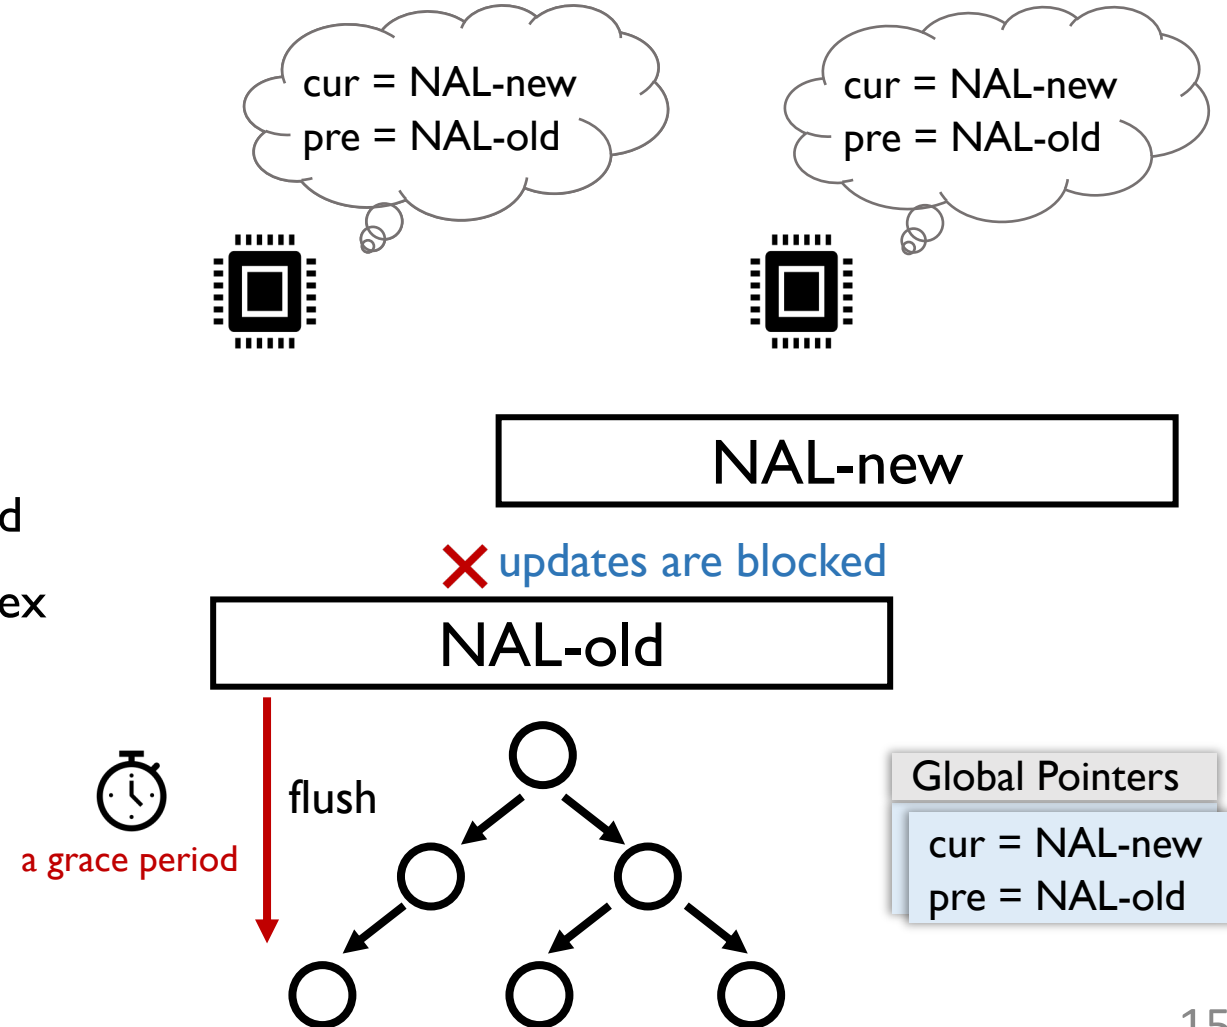 cur = NAL-new
pre = NAL-old
cur = NAL-new
pre = NAL-old
NAL-new
d
updates are blocked
ex
NAL-old
flush
a grace period
Global Pointers
cur = NAL-new
pre = NAL-old
15